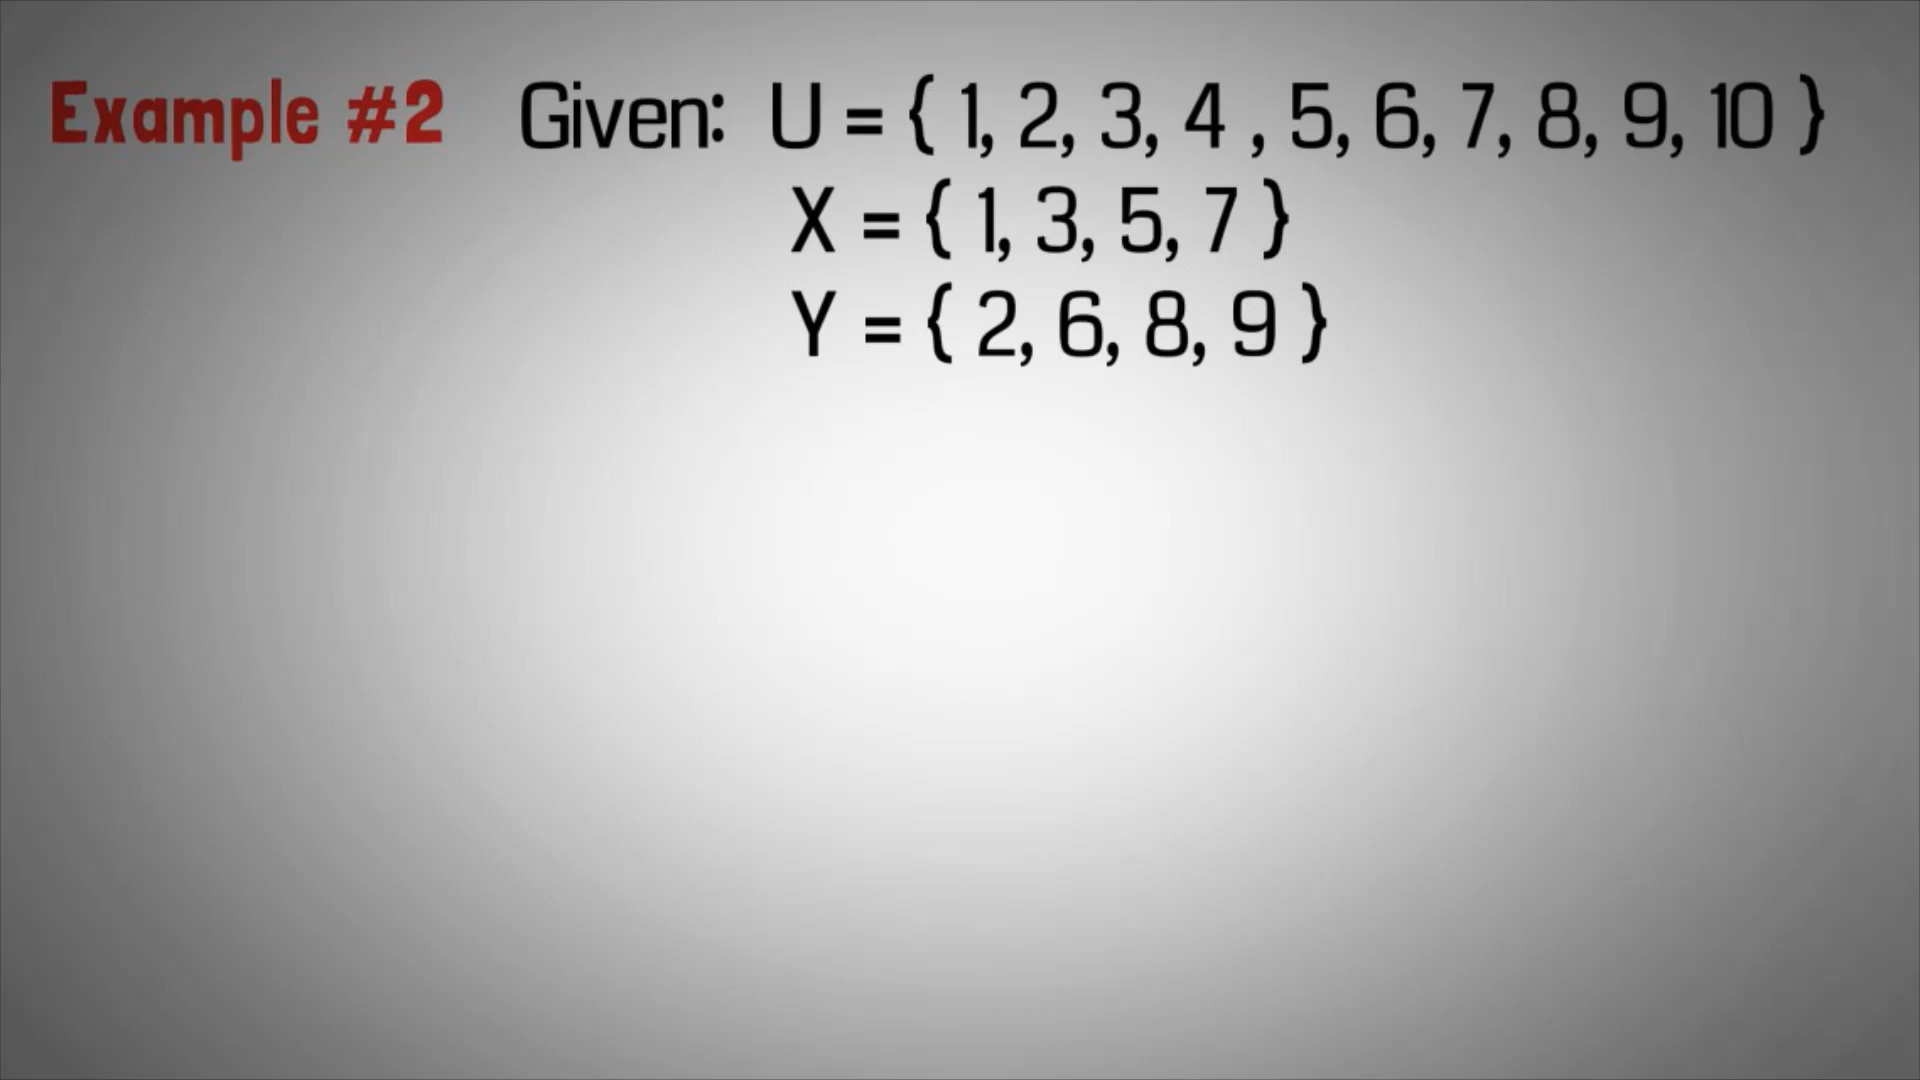 Example #2 Given: U = { 1, 2, 3, 4 , 5, 6, 7, 8, 9, 10 }
X = { 1, 3, 5, 7 }
Y = { 2, 6, 8, 9 }